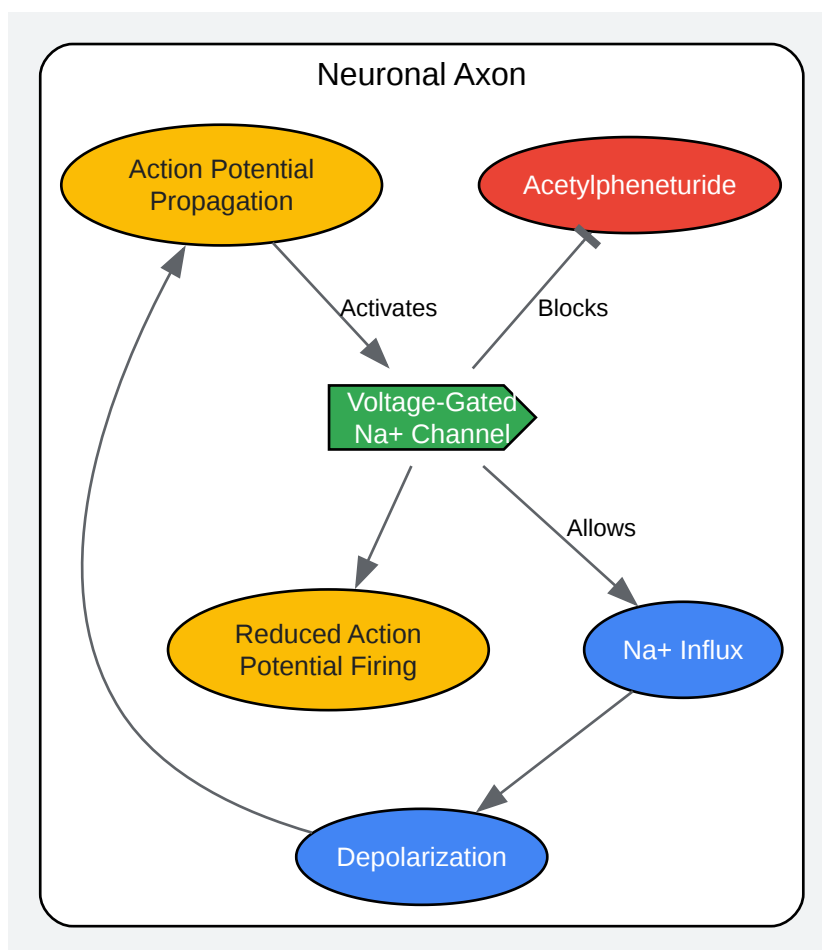 Neuronal Axon
Action Potential
Propagation
Acetylpheneturide
Activates
Blocks
Voltage-Gated
Na+ Channel
Allows
Reduced Action
Potential Firing
Na+ Influx
Depolarization